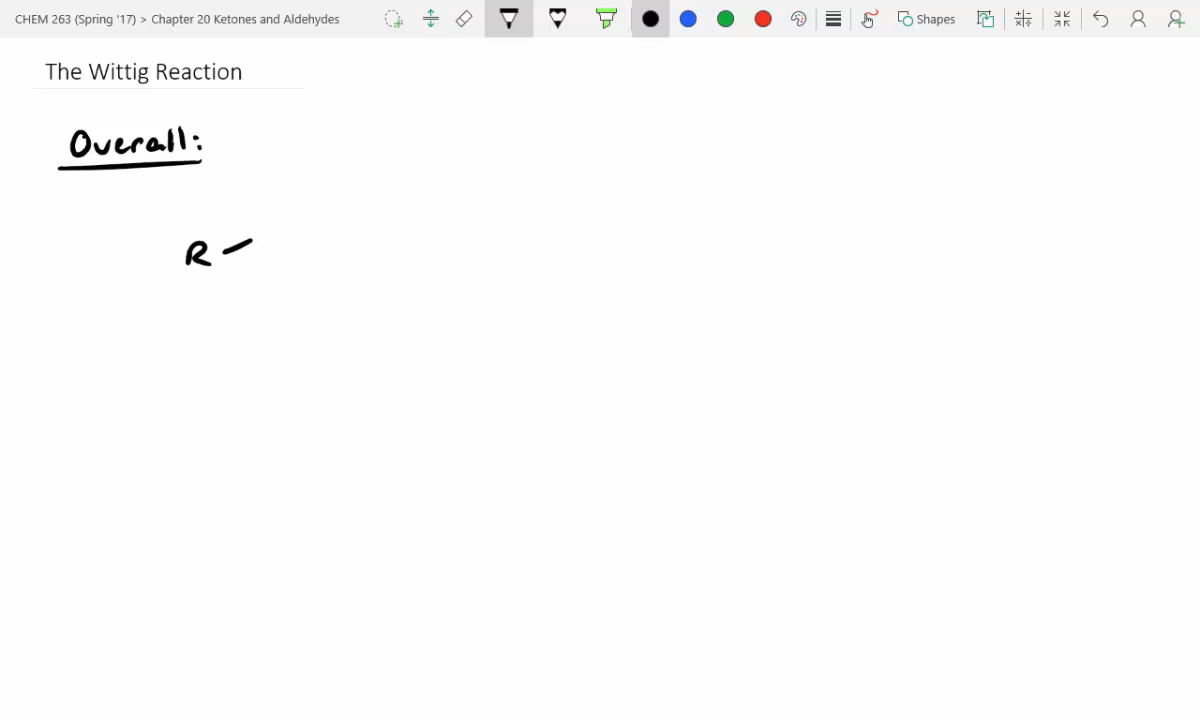 CHEM 263 (Spring '17) > Chapter 20 Ketones and Aldehydes
Shapes
The Wittig Reaction
Overall:
R